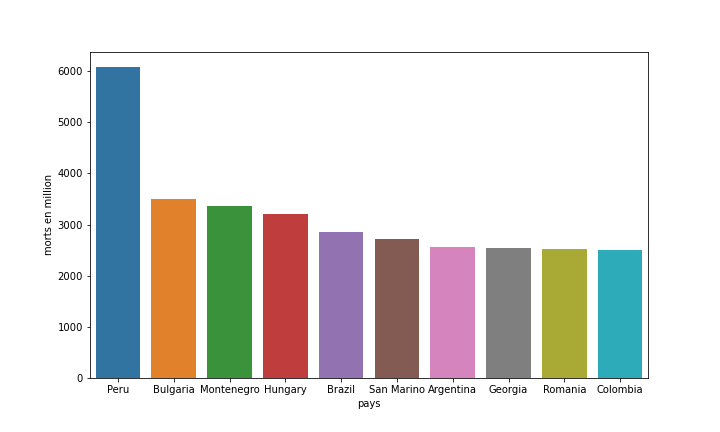 6000
5000
4000
3000
2000
1000
0
morts en million
Peru Bulgaria Montenegro Hungary Brazil San Marino Argentina Georgia Romania Colombia
pays